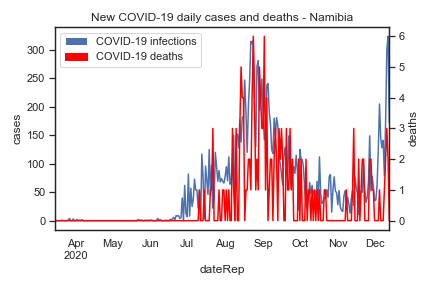 New COVID-19 daily cases and deaths - Namibia
COVID-19 infections
COVID-19 deaths
300
250
200
150
100
50
0
cases
6
5
4
3
2
1
0
deaths
Apr May Jun Jul Aug Sep Oct Nov Dec
2020
dateRep